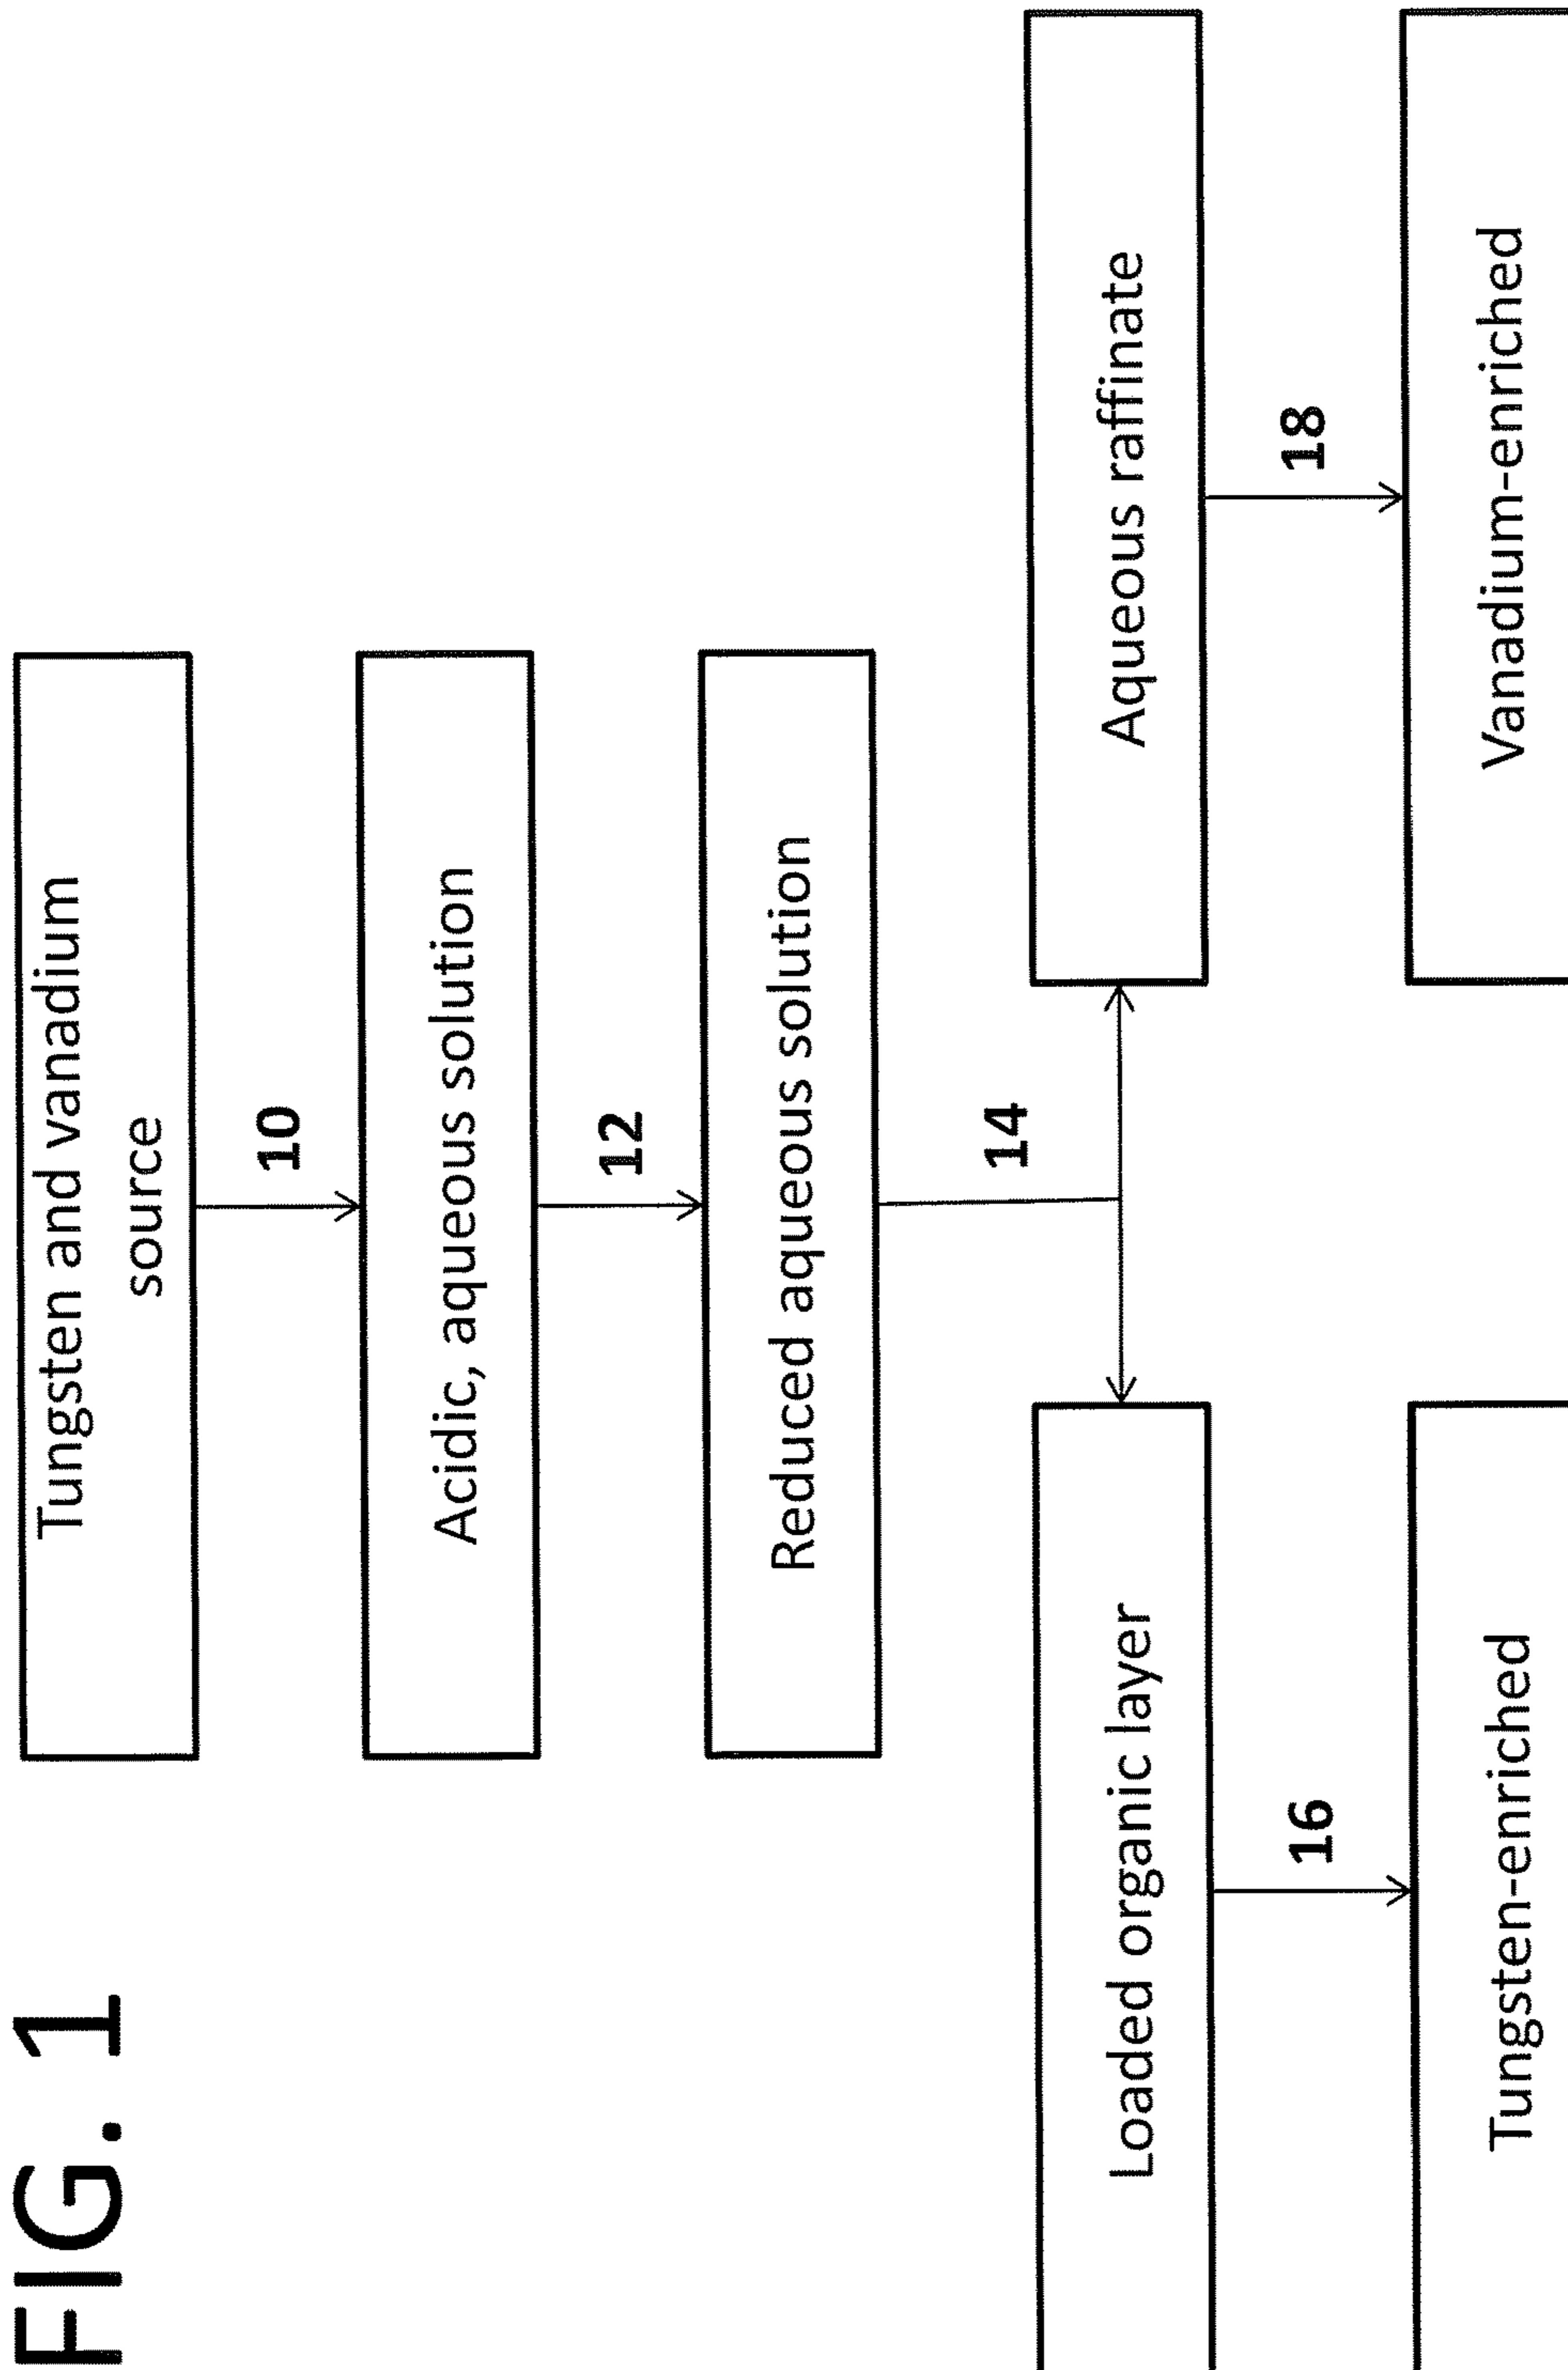 FIG. 1
Tungsten and vanadium
source
10
Acidic, aqueous solution
12
Reduced aqueous solution
14
Loaded organic layer
Aqueous raffinate
16
18
Tungsten-enriched
Vanadium-enriched